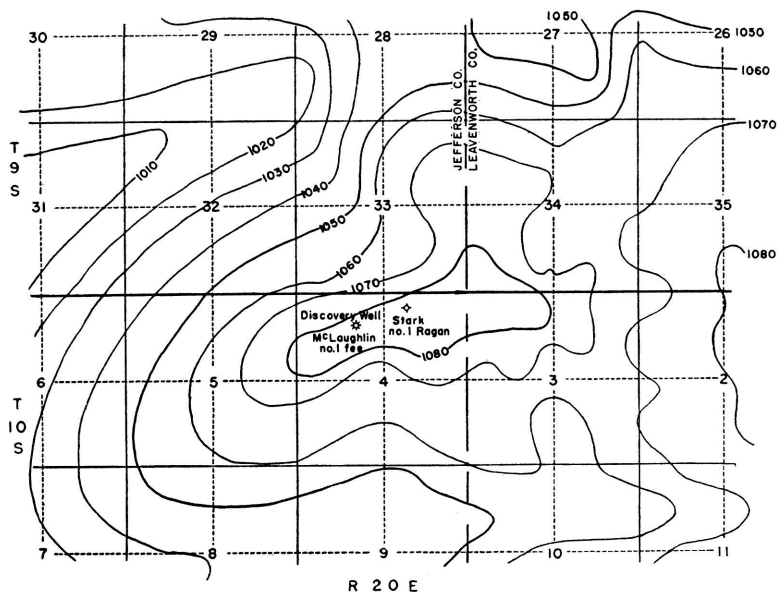 1050
30 29 28 27 26 1050
1060
JEFFERSON CO.
LEAVENWORTH CO.
1070
T
9
S
1010 1020 1030 1040
31 32 33 34 35
1050
1060
1080
1070
Discovery Well
McLaughlin
no.1 fee
Stark
no.1 Ragan
1080
6 5 4 3 2
T
10
S
7 8 9 10 11
R 20 E